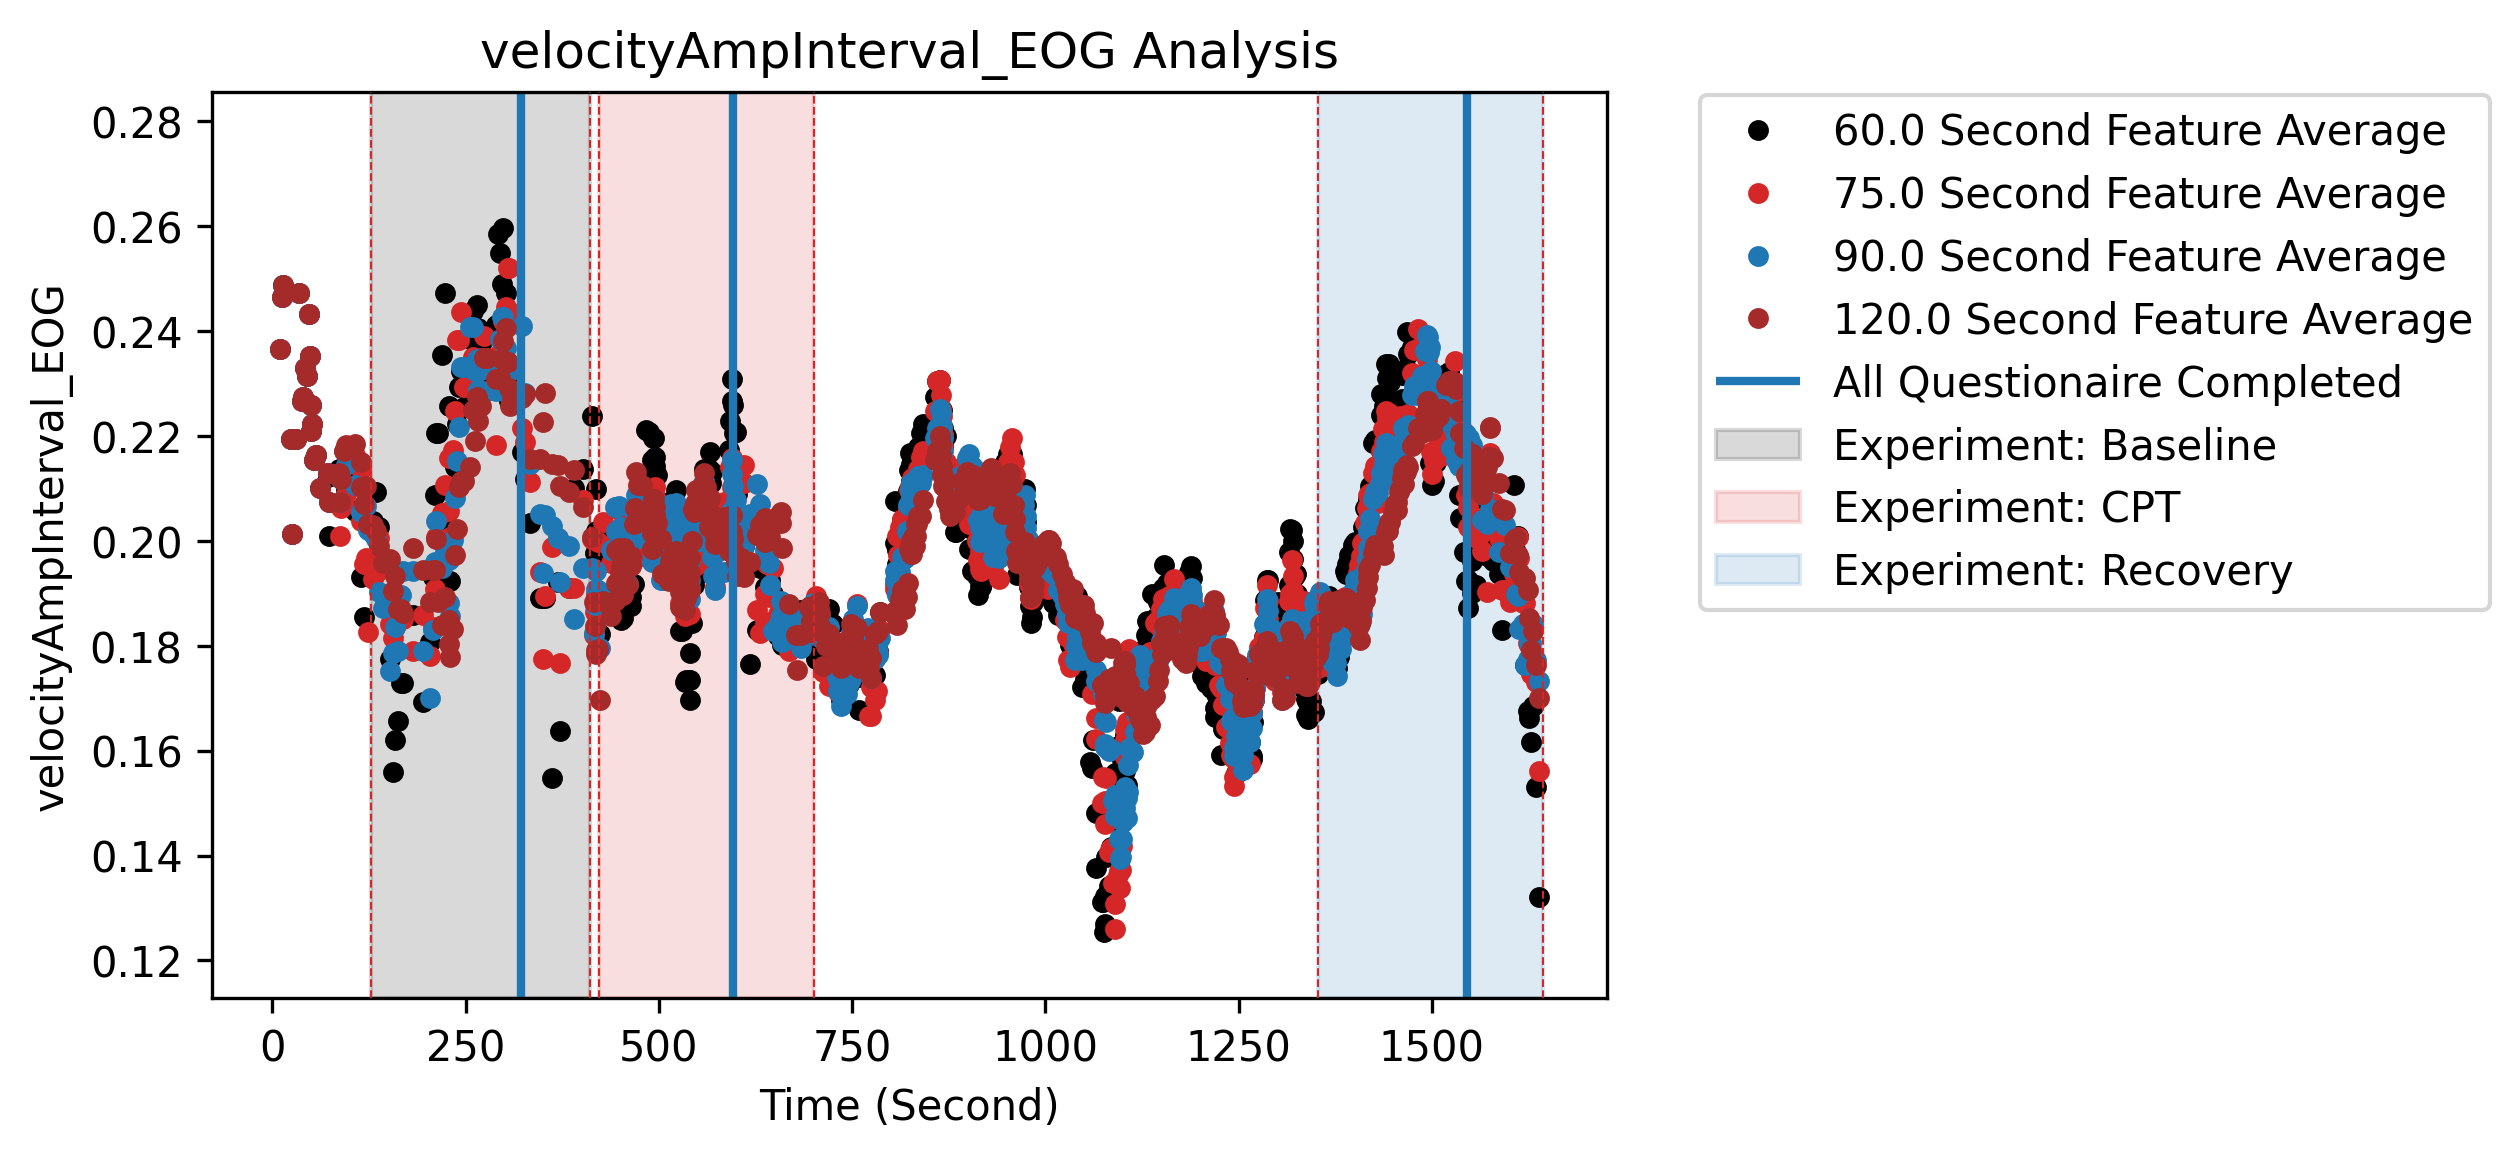 velocityAmpInterval_EOG Analysis
velocityAmpInterval_EOG
0.28
0.26
0.24
0.22
0.20
0.18
0.16
0.14
0.12
0 250 500 750 1000 1250 1500
Time (Second)
60.0 Second Feature Average
75.0 Second Feature Average
90.0 Second Feature Average
120.0 Second Feature Average
All Questionaire Completed
Experiment: Baseline
Experiment: CPT
Experiment: Recovery